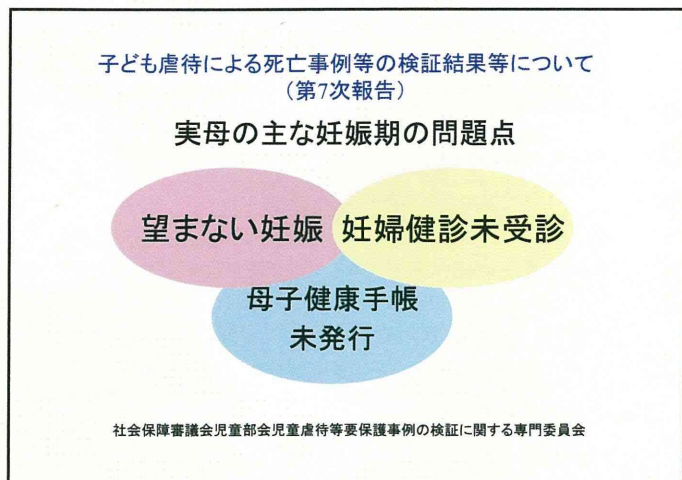 子ども虐待による死亡事例等の検証結果等について
（第7次報告）
実母の主な妊娠期の問題点
望まない妊娠 妊婦健診未受診
母子健康手帳
未発行
社会保障審議会児童部会児童虐待等要保護事例の検証に関する専門委員会